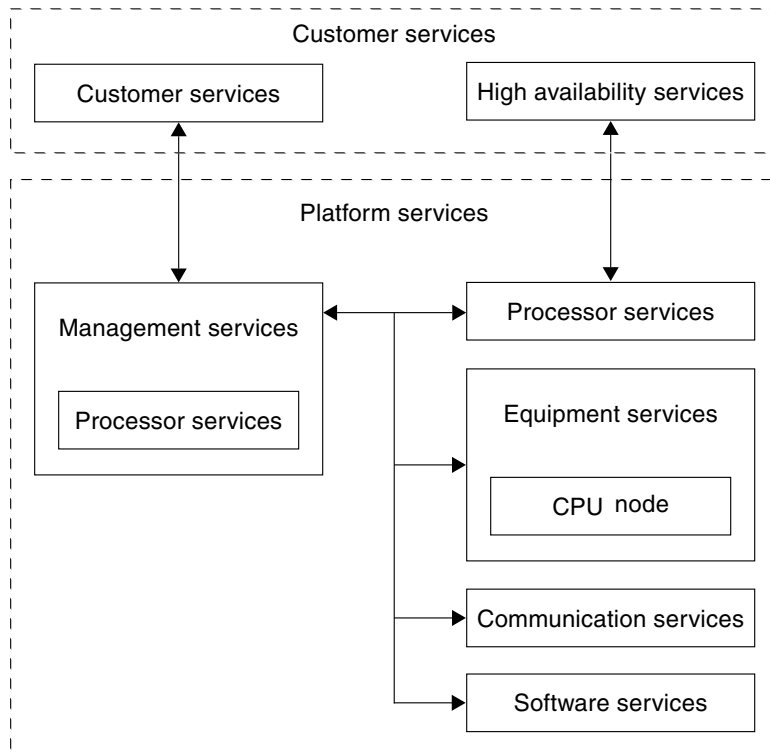 Customer services
Customer services
High availability services
Platform services
Management services
Processor services
Processor services
Equipment services
CPU node
Communication services
Software services